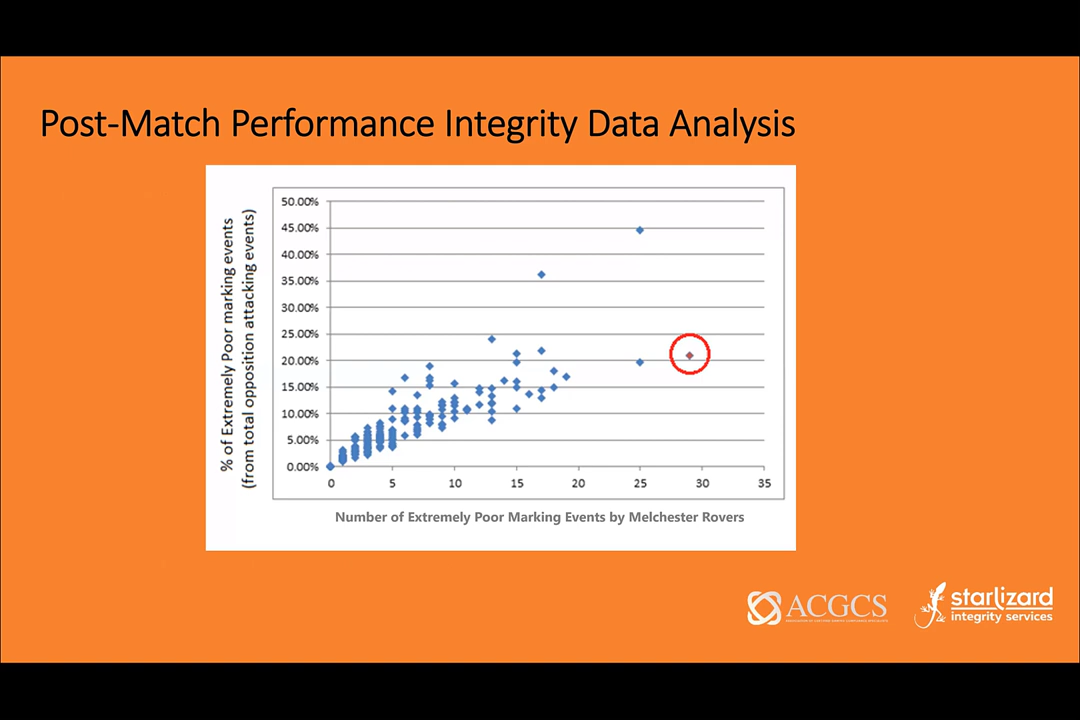 Post-Match Performance Integrity Data Analysis
% of Extremely Poor marking events
(from total opposition attacking events)
50.00%
45.00%
40.00%
35.00%
30.00%
25.00%
20.00%
15.00%
10.00%
5.00%
0.00%
0 5 10 15 20 25 30 35
Number of Extremely Poor Marking Events by Melchester Rovers
ACGCS
starlizard
integrity services